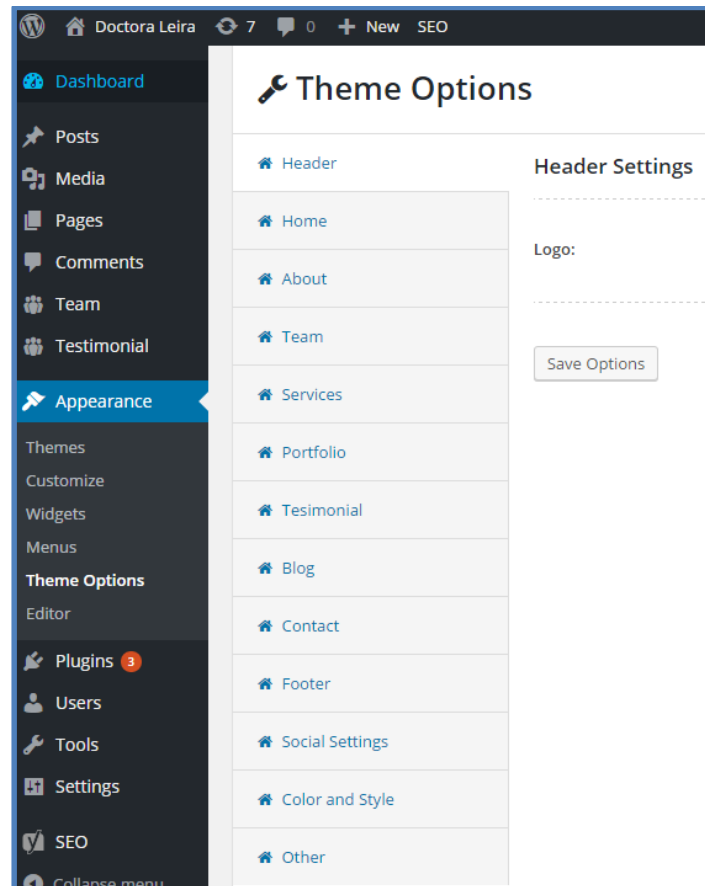 Doctora Leira 7 0 New SEO
Dashboard
Posts
Media
Pages
Comments
Team
Testimonial
Appearance
Themes
Customize
Widgets
Menus
Theme Options
Editor
Plugins 3
Users
Tools
Settings
SEO
Collapse menu
Theme Options
Header
Home
About
Team
Services
Portfolio
Tesimonial
Blog
Contact
Footer
Social Settings
Color and Style
Other
Header Settings
Logo:
Save Options